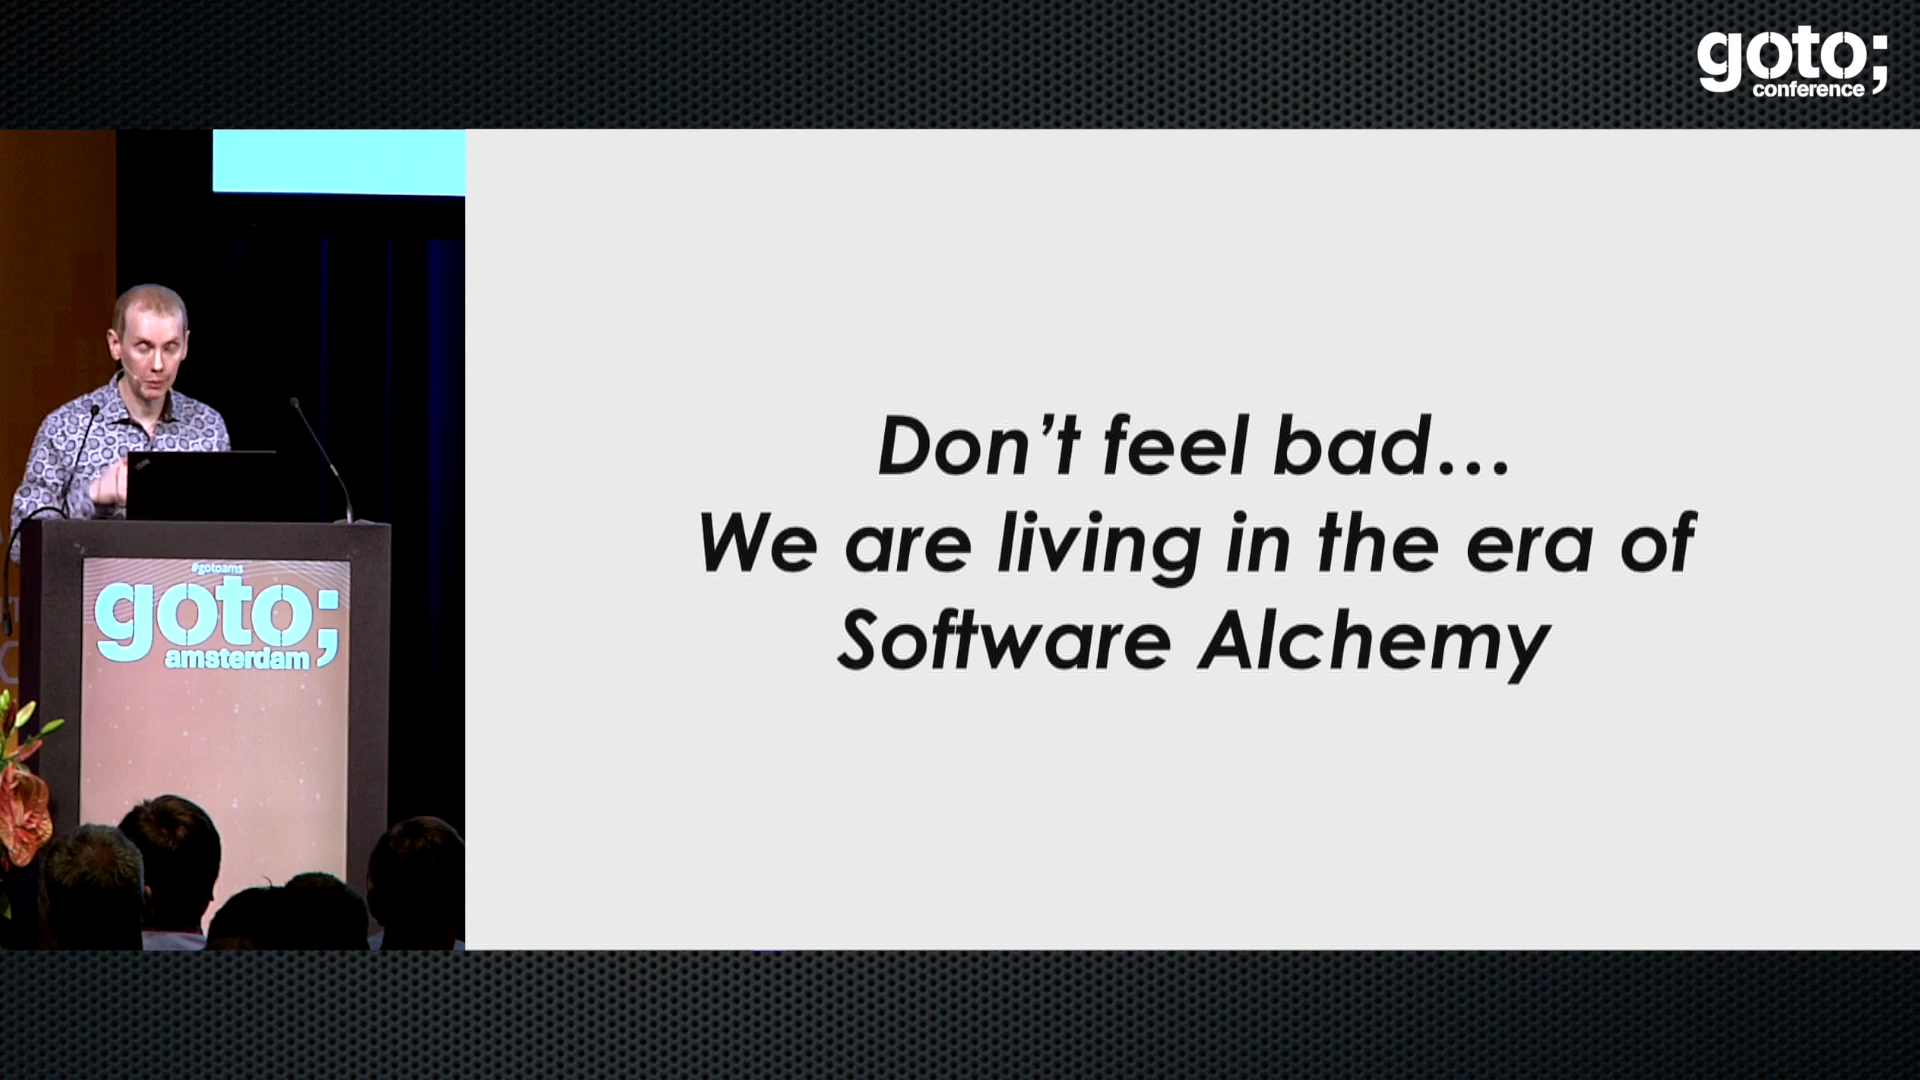 goto;
conference
Don't feel bad...
We are living in the era of
Software Alchemy
#gotoams
goto;
amsterdam